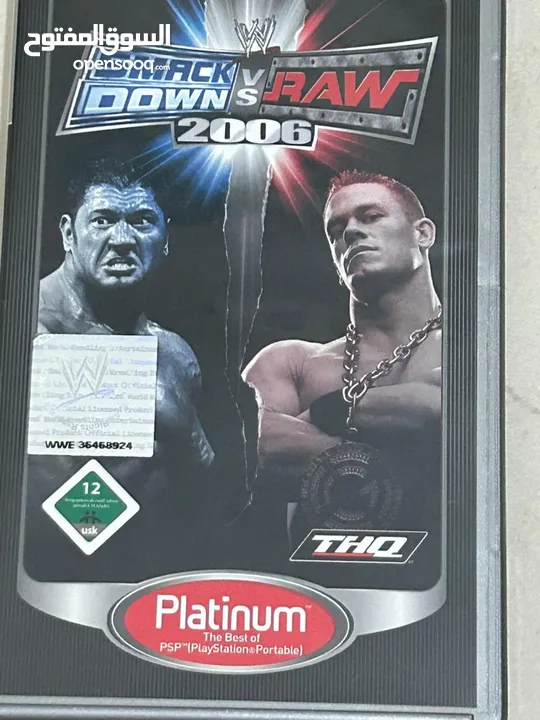 السوق المفتوح
opensooq.com
W
SMACK DOWN VS RAW
2006
W
WWE 36468924
12
usk
THQ
Platinum™
The Best of
PSP™(PlayStation®Portable)